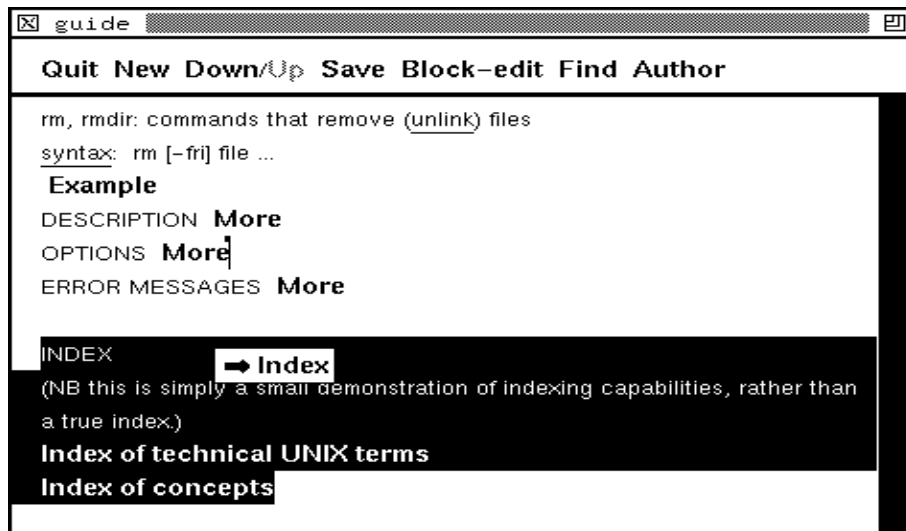 guide
Quit New Down/Up Save Block-edit Find Author
rm, rmdir: commands that remove (unlink) files
syntax: rm [-fri] file ...
Example
DESCRIPTION More
OPTIONS More
ERROR MESSAGES More
INDEX
➡ Index
(NB this is simply a small demonstration of indexing capabilities, rather than
a true index.)
Index of technical UNIX terms
Index of concepts